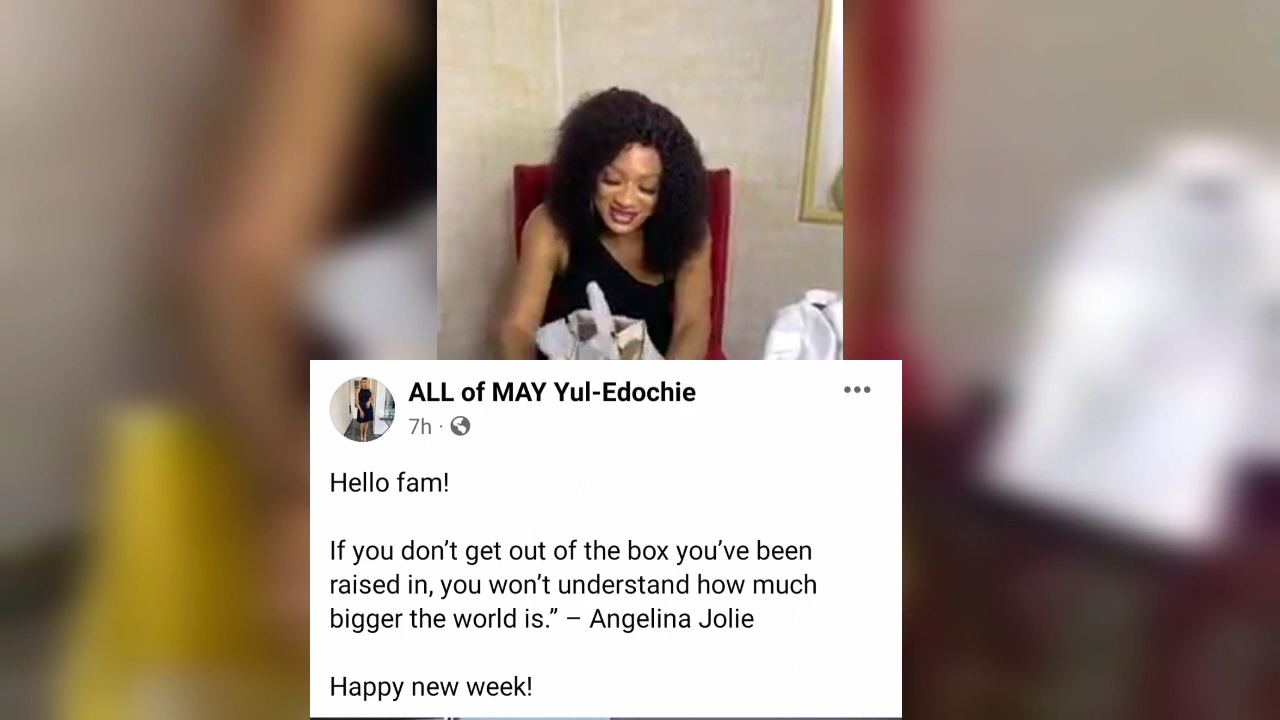 ALL of MAY Yul-Edochie
7h ·
Hello fam!
If you don’t get out of the box you’ve been
raised in, you won’t understand how much
bigger the world is.” – Angelina Jolie
Happy new week!